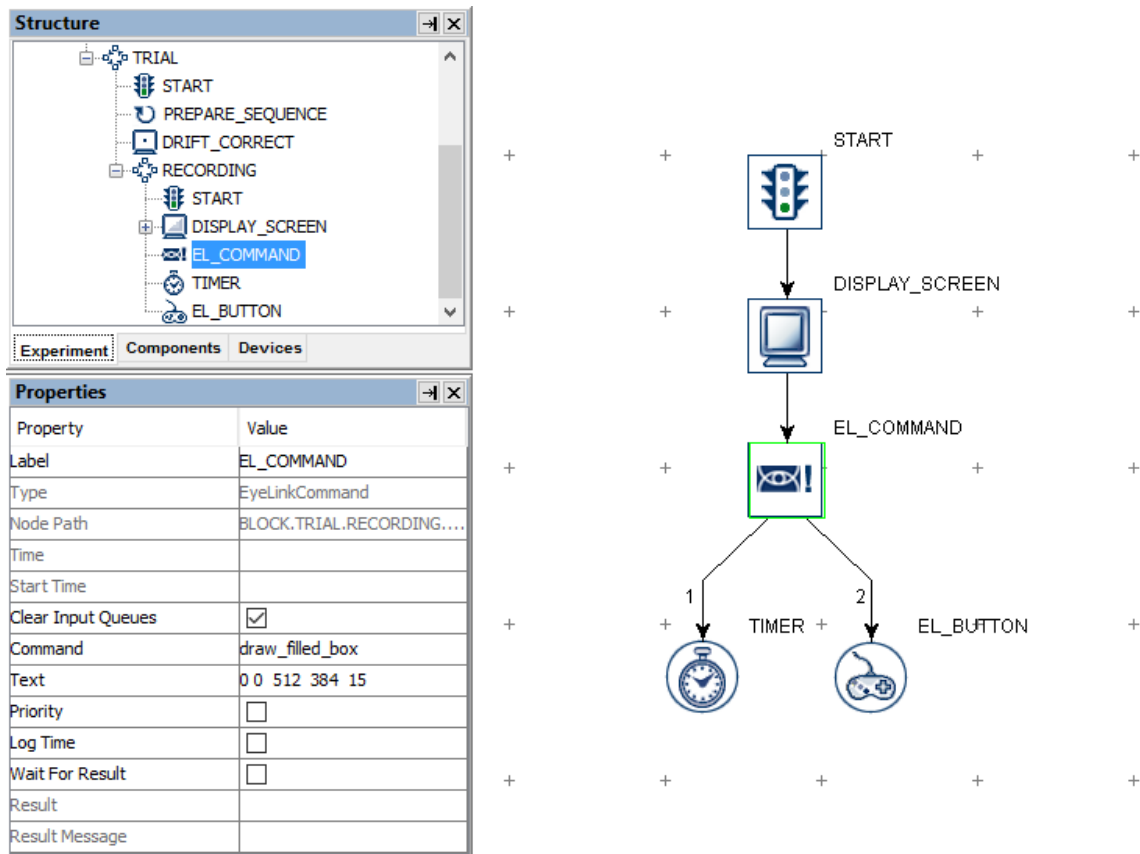 Structure
TRIAL
START
PREPARE_SEQUENCE
DRIFT_CORRECT
RECORDING
START
DISPLAY_SCREEN
EL_COMMAND
TIMER
EL_BUTTON
Experiment Components Devices
Properties
Property Value
Label EL_COMMAND
Type EyeLinkCommand
Node Path BLOCK.TRIAL.RECORDING....
Time
Start Time
Clear Input Queues
Command draw_filled_box
Text 0 0 512 384 15
Priority
Log Time
Wait For Result
Result
Result Message
START
DISPLAY_SCREEN
EL_COMMAND
1 2
TIMER EL_BUTTON